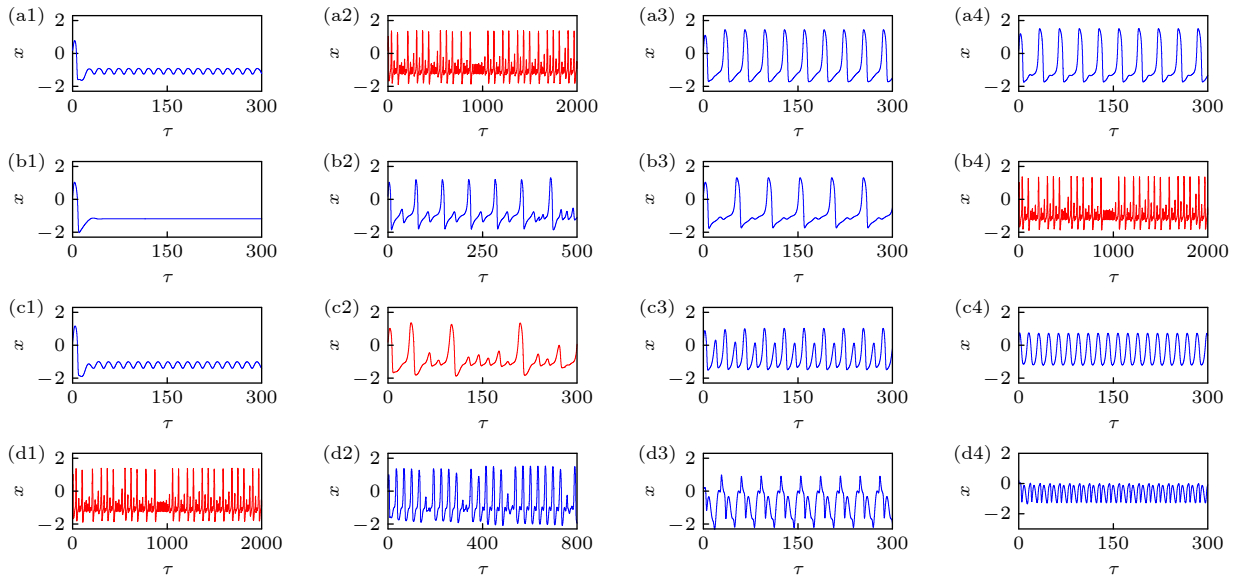 (a1) 2 0 −2 x 0 150 300 τ
(a2) 2 0 −2 x 0 1000 2000 τ
(a3) 2 0 −2 x 0 150 300 τ
(a4) 2 0 −2 x 0 150 300 τ
(b1) 2 0 −2 x 0 150 300 τ
(b2) 2 0 −2 x 0 250 500 τ
(b3) 2 0 −2 x 0 150 300 τ
(b4) 2 0 −2 x 0 1000 2000 τ
(c1) 2 0 −2 x 0 150 300 τ
(c2) 2 0 −2 x 0 150 300 τ
(c3) 2 0 −2 x 0 150 300 τ
(c4) 2 0 −2 x 0 150 300 τ
(d1) 2 0 −2 x 0 1000 2000 τ
(d2) 2 0 −2 x 0 400 800 τ
(d3) 2 0 −2 x 0 150 300 τ
(d4) 2 0 −2 x 0 150 300 τ